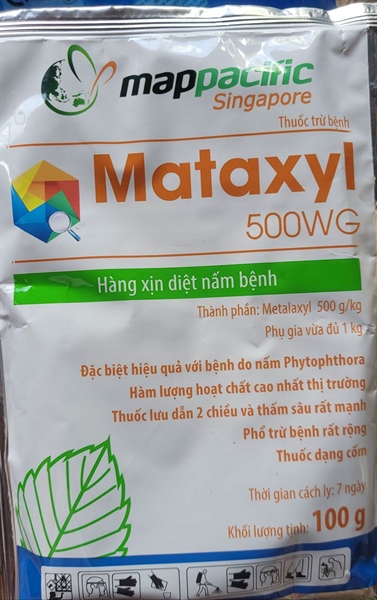 mappacific
Singapore
Thuốc trừ bệnh
Mataxyl
500WG
Hàng xịn diệt nấm bệnh
Thành phần: Metalaxyl 500 g/kg
Phụ gia vừa đủ 1 kg
Đặc biệt hiệu quả với bệnh do nấm Phytophthora
Hàm lượng hoạt chất cao nhất thị trường
Thuốc lưu dẫn 2 chiều và thấm sâu rất mạnh
Phổ trừ bệnh rất rộng
Thuốc dạng cốm
Thời gian cách ly: 7 ngày
Khối lượng tịnh: 100 g